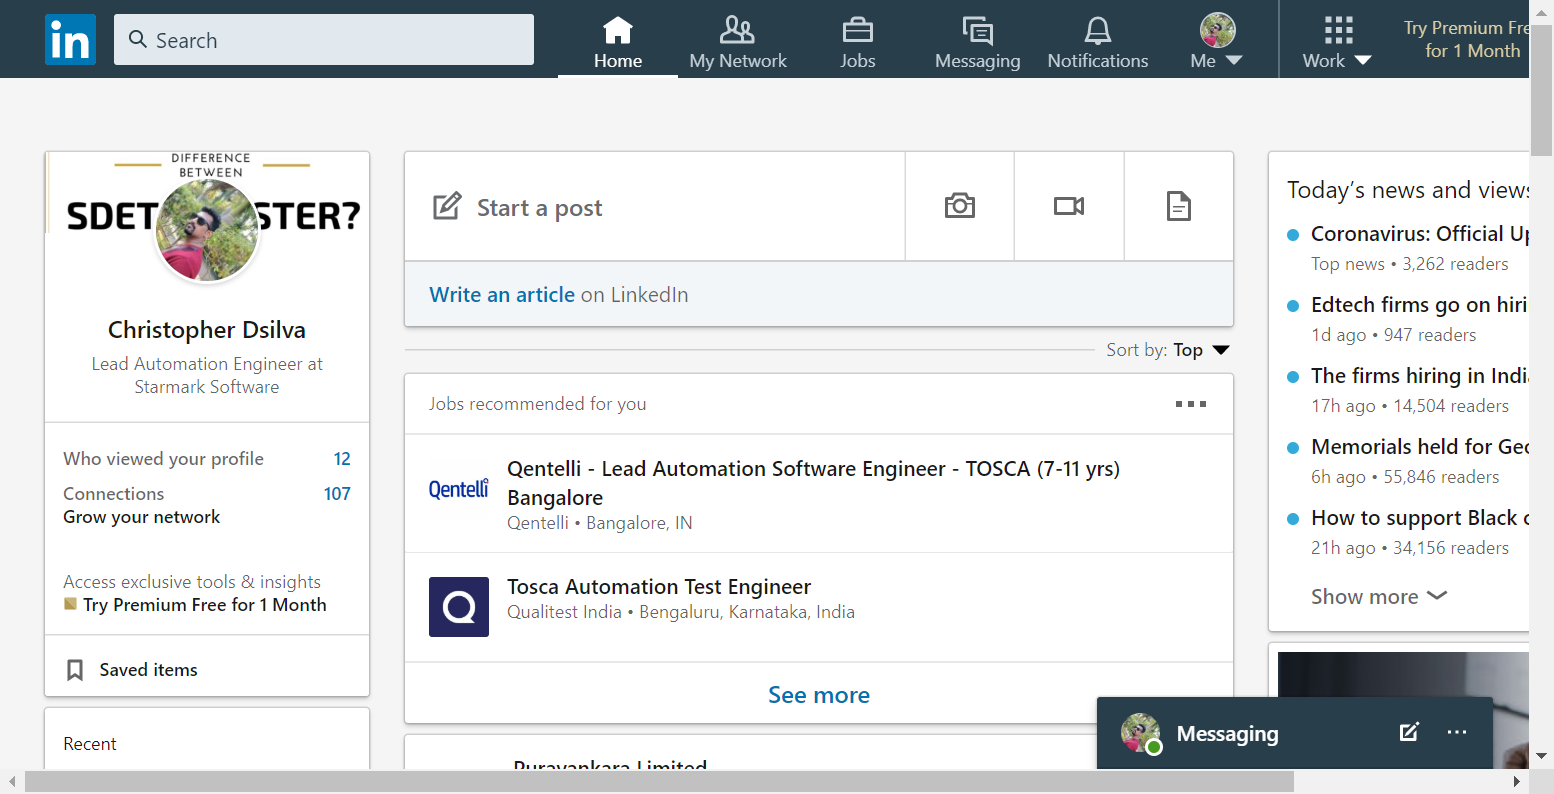 in
Search
Home
My Network
Jobs
Messaging
Notifications
Me
Work
Try Premium Fre
for 1 Month
DIFFERENCE
BETWEEN
SDET STER?
Christopher Dsilva
Lead Automation Engineer at
Starmark Software
Who viewed your profile 12
Connections 107
Grow your network
Access exclusive tools & insights
Try Premium Free for 1 Month
Saved items
Recent
Start a post
Write an article on LinkedIn
Sort by: Top
Jobs recommended for you
Qentelli
Qentelli - Lead Automation Software Engineer - TOSCA (7-11 yrs)
Bangalore
Qentelli • Bangalore, IN
Q
Tosca Automation Test Engineer
Qualitest India • Bengaluru, Karnataka, India
See more
Puravankara Limited
Today’s news and views
Coronavirus: Official Up
Top news • 3,262 readers
Edtech firms go on hiri
1d ago • 947 readers
The firms hiring in Indi
17h ago • 14,504 readers
Memorials held for Geo
6h ago • 55,846 readers
How to support Black c
21h ago • 34,156 readers
Show more
Messaging